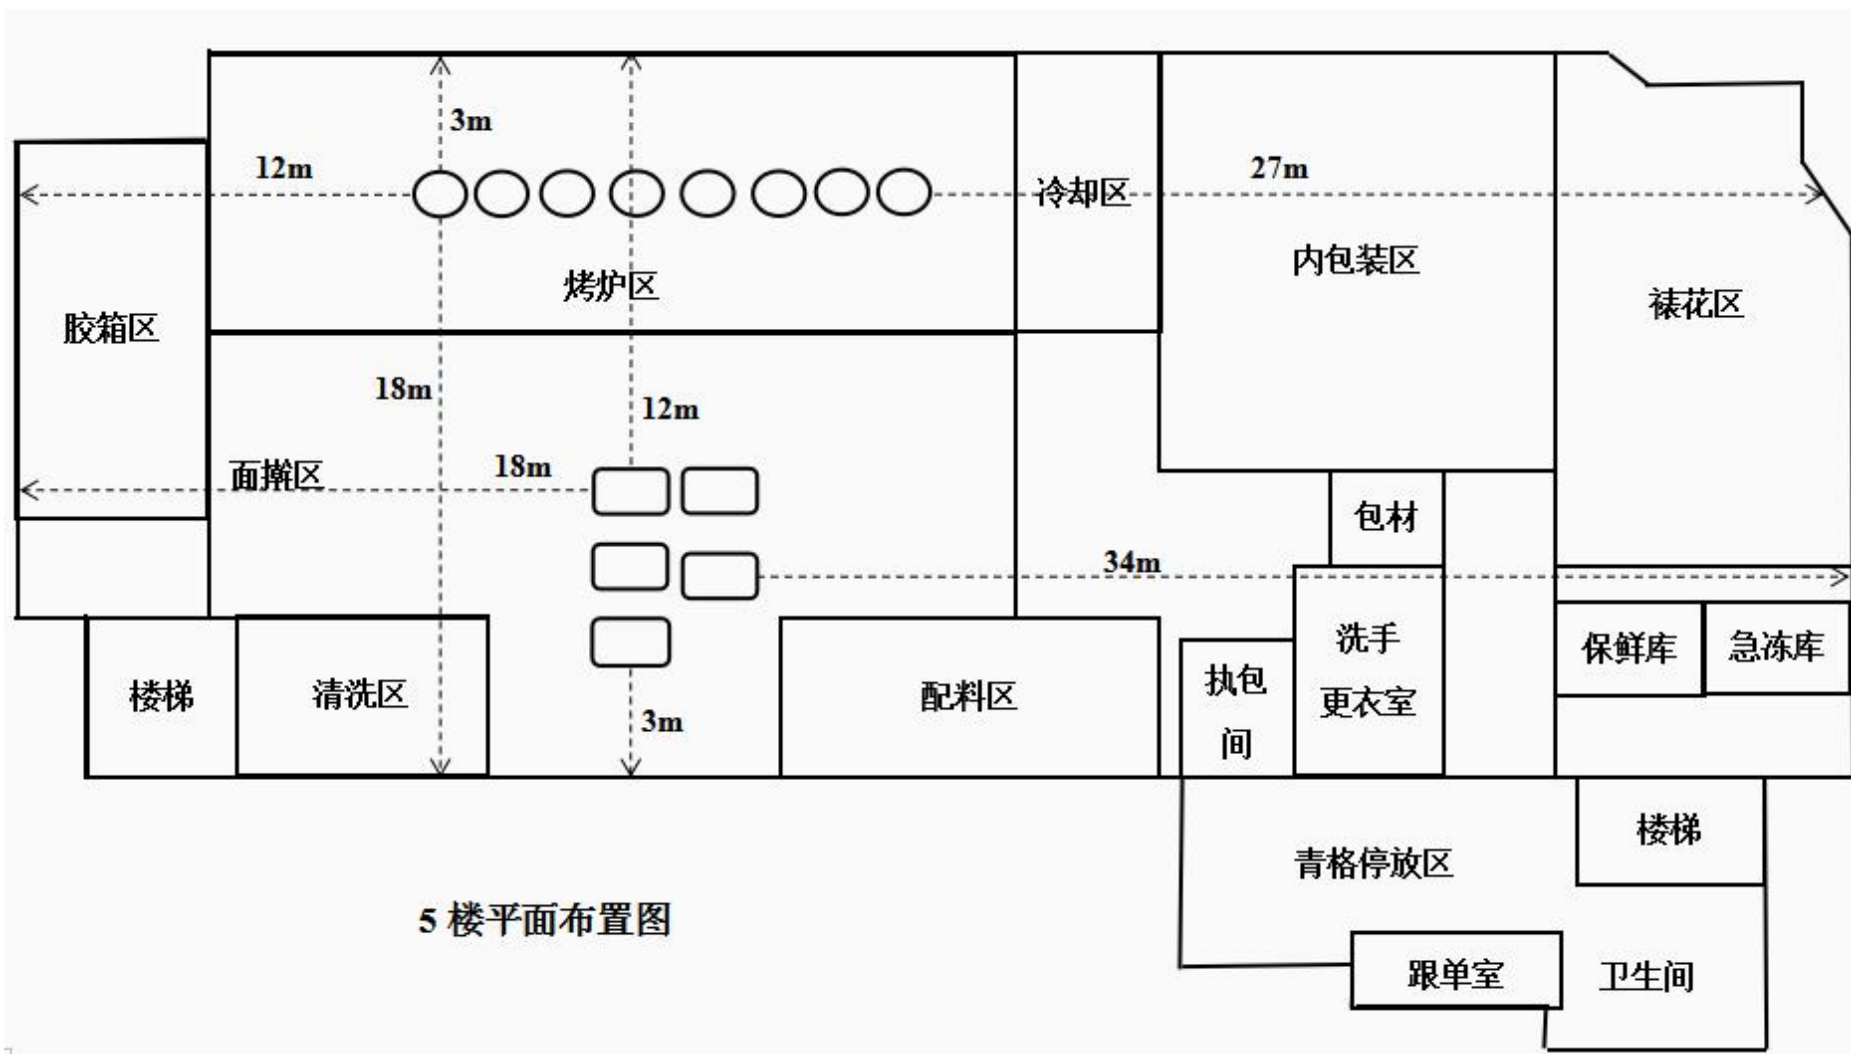 3m
12m
27m
冷却区
内包装区
烤炉区
裱花区
胶箱区
18m
12m
面擀区
18m
包材
34m
洗手
更衣室
保鲜库
急冻库
执包
间
楼梯
清洗区
配料区
3m
楼梯
青格停放区
5 楼平面布置图
跟单室
卫生间